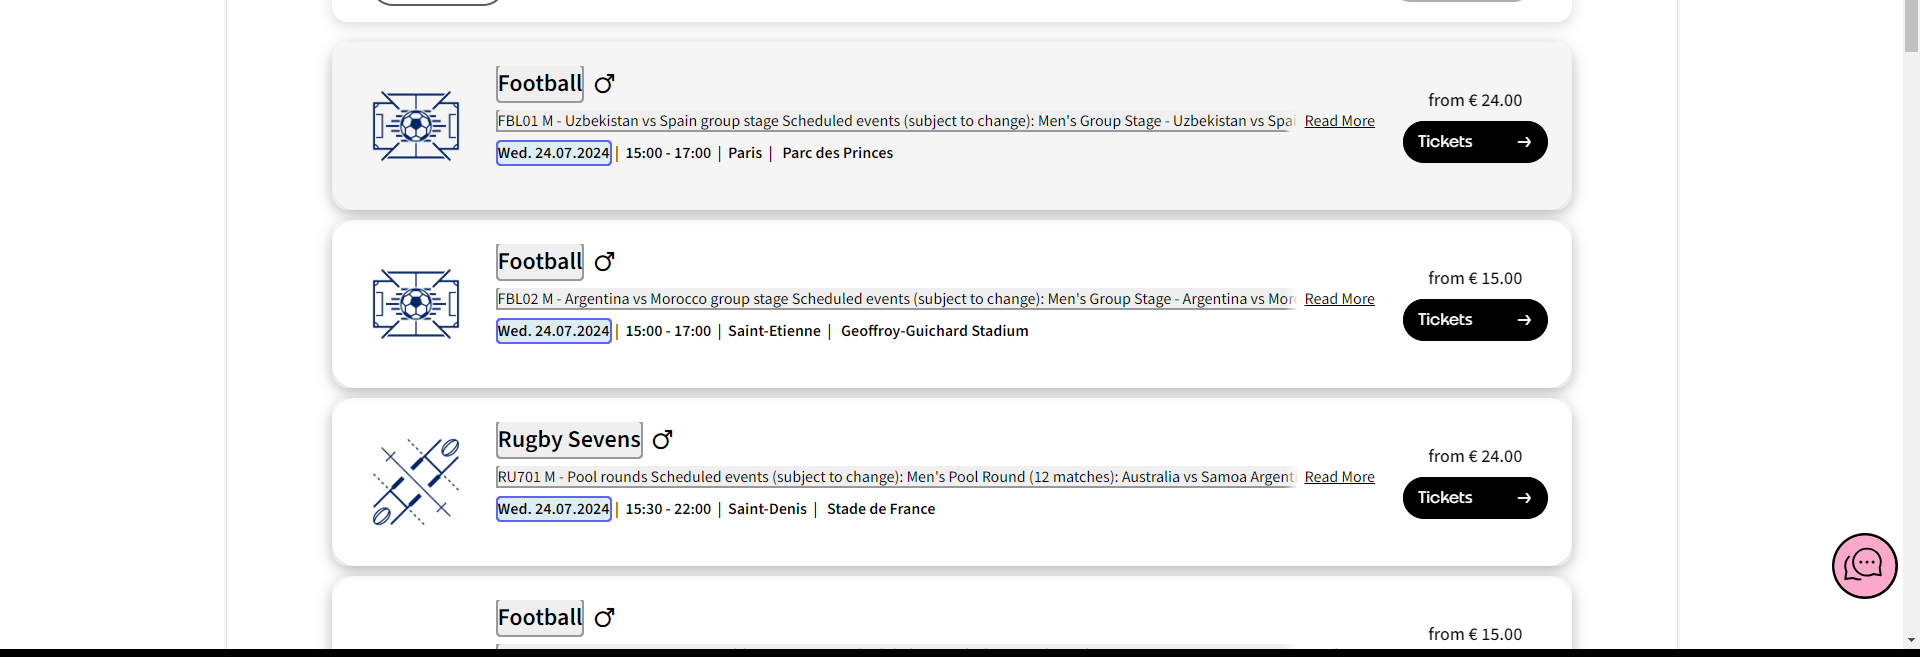 Football
FBL01 M - Uzbekistan vs Spain group stage Scheduled events (subject to change): Men's Group Stage - Uzbekistan vs Spai Read More
Wed. 24.07.2024 | 15:00 - 17:00 | Paris | Parc des Princes
from € 24.00
Tickets
Football
FBL02 M - Argentina vs Morocco group stage Scheduled events (subject to change): Men's Group Stage - Argentina vs Moro Read More
Wed. 24.07.2024 | 15:00 - 17:00 | Saint-Etienne | Geoffroy-Guichard Stadium
from € 15.00
Tickets
Rugby Sevens
RU701 M - Pool rounds Scheduled events (subject to change): Men's Pool Round (12 matches): Australia vs Samoa Argenti Read More
Wed. 24.07.2024 | 15:30 - 22:00 | Saint-Denis | Stade de France
from € 24.00
Tickets
Football
from € 15.00